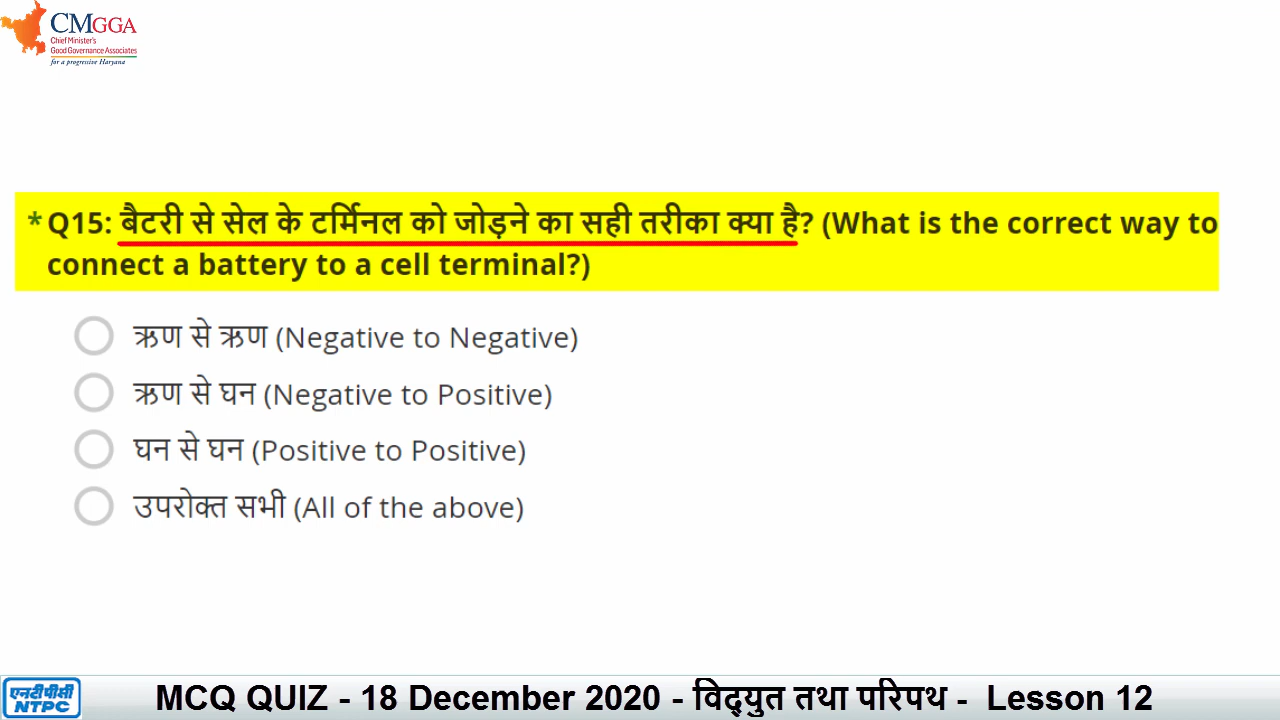 CMGGA
Chief Minister's
Good Governance Associates
for a progressive Haryana
* Q15: बैटरी से सेल के टर्मिनल को जोड़ने का सही तरीका क्या है? (What is the correct way to
connect a battery to a cell terminal?)
ऋण से ऋण (Negative to Negative)
ऋण से घन (Negative to Positive)
घन से घन (Positive to Positive)
उपरोक्त सभी (All of the above)
एनटीपीसी
NTPC
MCQ QUIZ - 18 December 2020 - विद्युत तथा परिपथ - Lesson 12